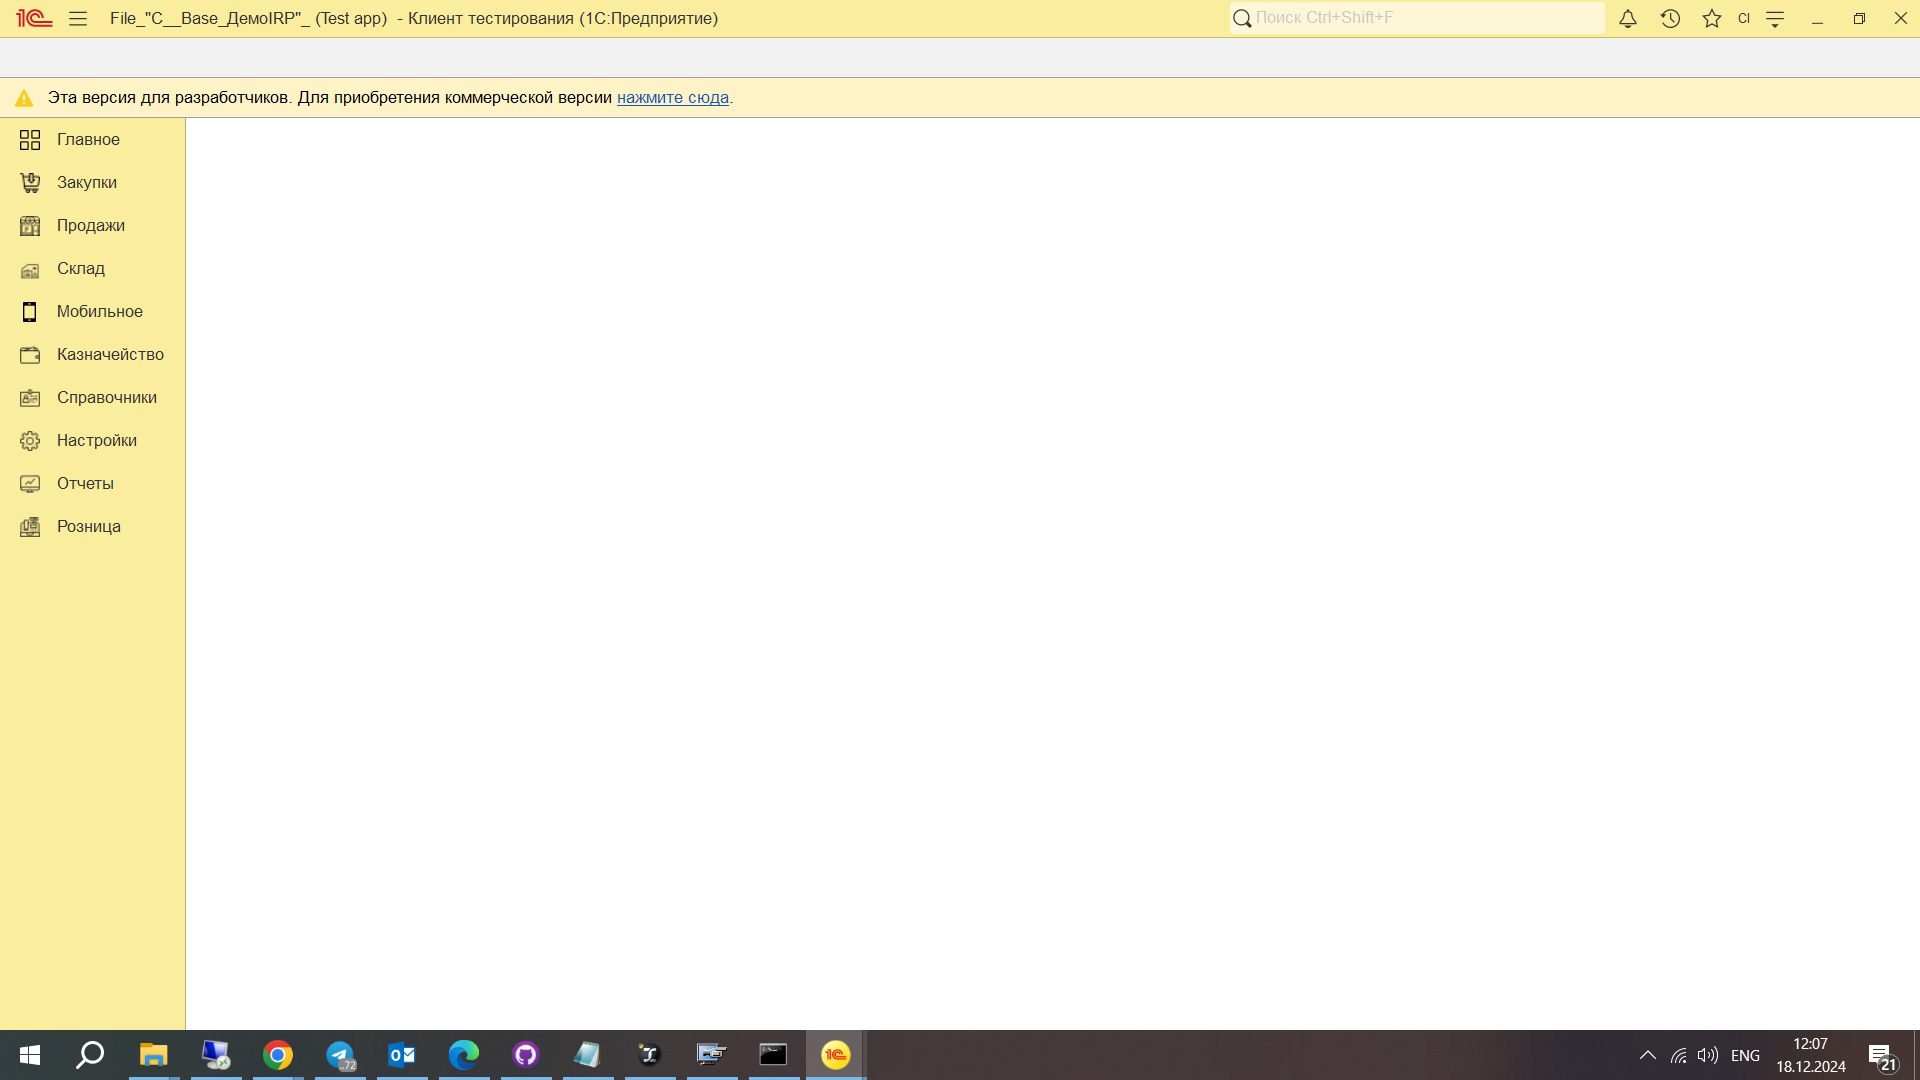 File_"C__Base_ДемоIRP"_ (Test app) - Клиент тестирования (1С:Предприятие)
Поиск Ctrl+Shift+F
CI
Эта версия для разработчиков. Для приобретения коммерческой версии нажмите сюда.
Главное
Закупки
Продажи
Склад
Мобильное
Казначейство
Справочники
Настройки
Отчеты
Розница
..72
ENG
12:07
18.12.2024
21